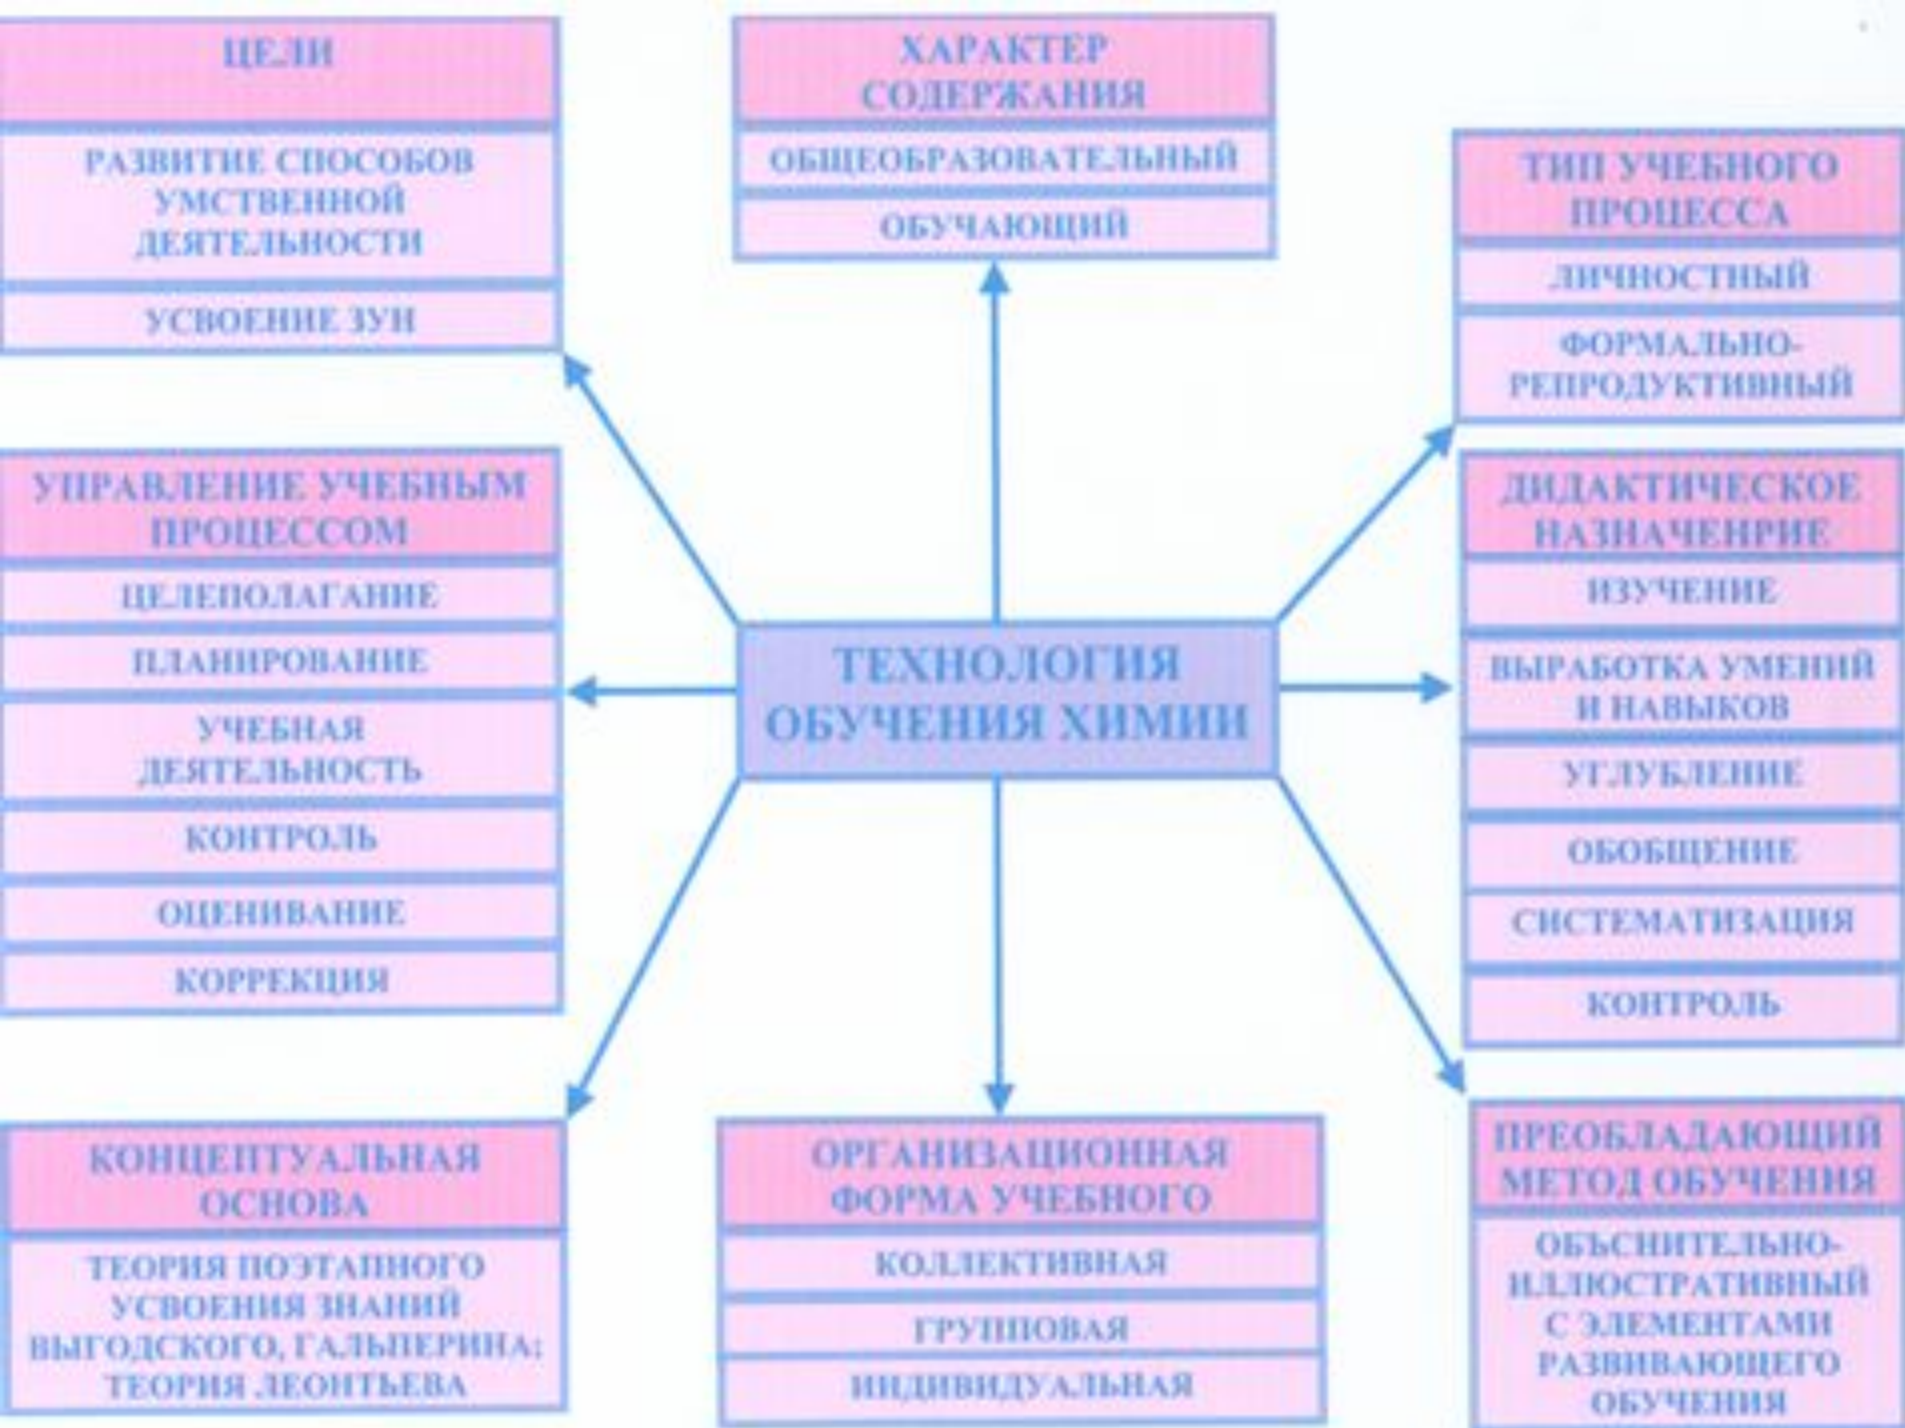 ЦЕЛИ
РАЗВИТИЕ СПОСОБОВ
УМСТВЕННОЙ
ДЕЯТЕЛЬНОСТИ
УСВОЕНИЕ ЗУН
ХАРАКТЕР
СОДЕРЖАНИЯ
ОБЩЕОБРАЗОВАТЕЛЬНЫЙ
ОБУЧАЮЩИЙ
ТИП УЧЕБНОГО
ПРОЦЕССА
ЛИЧНОСТНЫЙ
ФОРМАЛЬНО-
РЕПРОДУКТИВНЫЙ
УПРАВЛЕНИЕ УЧЕБНЫМ
ПРОЦЕССОМ
ЦЕЛЕПОЛАГАНИЕ
ПЛАНИРОВАНИЕ
УЧЕБНАЯ
ДЕЯТЕЛЬНОСТЬ
КОНТРОЛЬ
ОЦЕНИВАНИЕ
КОРРЕКЦИЯ
ТЕХНОЛОГИЯ
ОБУЧЕНИЯ ХИМИИ
ДИДАКТИЧЕСКОЕ
НАЗНАЧЕНРИЕ
ИЗУЧЕНИЕ
ВЫРАБОТКА УМЕНИЙ
И НАВЫКОВ
УГЛУБЛЕНИЕ
ОБОБЩЕНИЕ
СИСТЕМАТИЗАЦИЯ
КОНТРОЛЬ
КОНЦЕПТУАЛЬНАЯ
ОСНОВА
ТЕОРИЯ ПОЭТАПНОГО
УСВОЕНИЯ ЗНАНИЙ
ВЫГОДСКОГО, ГАЛЬПЕРИНА;
ТЕОРИЯ ЛЕОНТЬЕВА
ОРГАНИЗАЦИОННАЯ
ФОРМА УЧЕБНОГО
КОЛЛЕКТИВНАЯ
ГРУППОВАЯ
ИНДИВИДУАЛЬНАЯ
ПРЕОБЛАДАЮЩИЙ
МЕТОД ОБУЧЕНИЯ
ОБЪСНИТЕЛЬНО-
ИЛЛЮСТРАТИВНЫЙ
С ЭЛЕМЕНТАМИ
РАЗВИВАЮЩЕГО
ОБУЧЕНИЯ